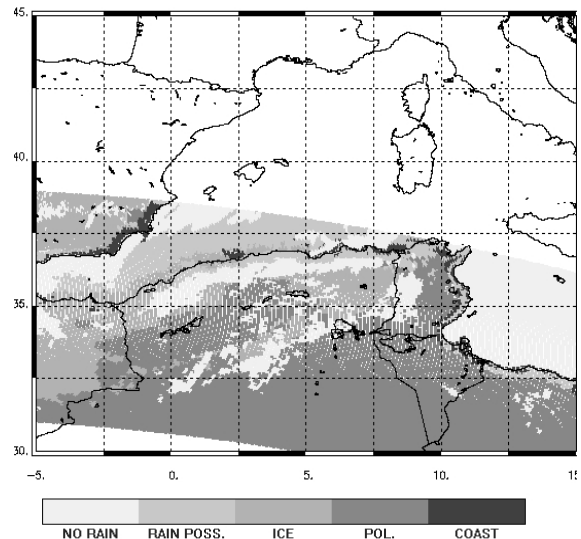 45.
40.
35.
30.
-5. 0. 5. 10. 15
NO RAIN RAIN POSS. ICE POL. COAST